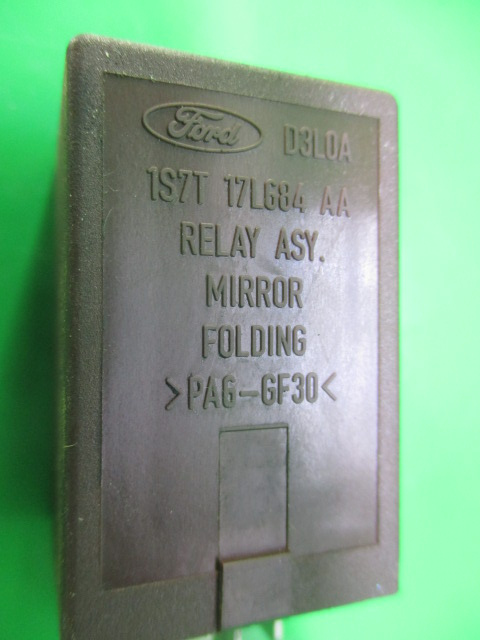 Ford D3L0A
1S7T 17L684 AA
RELAY ASY.
MIRROR
FOLDING
>PA6-GF30<